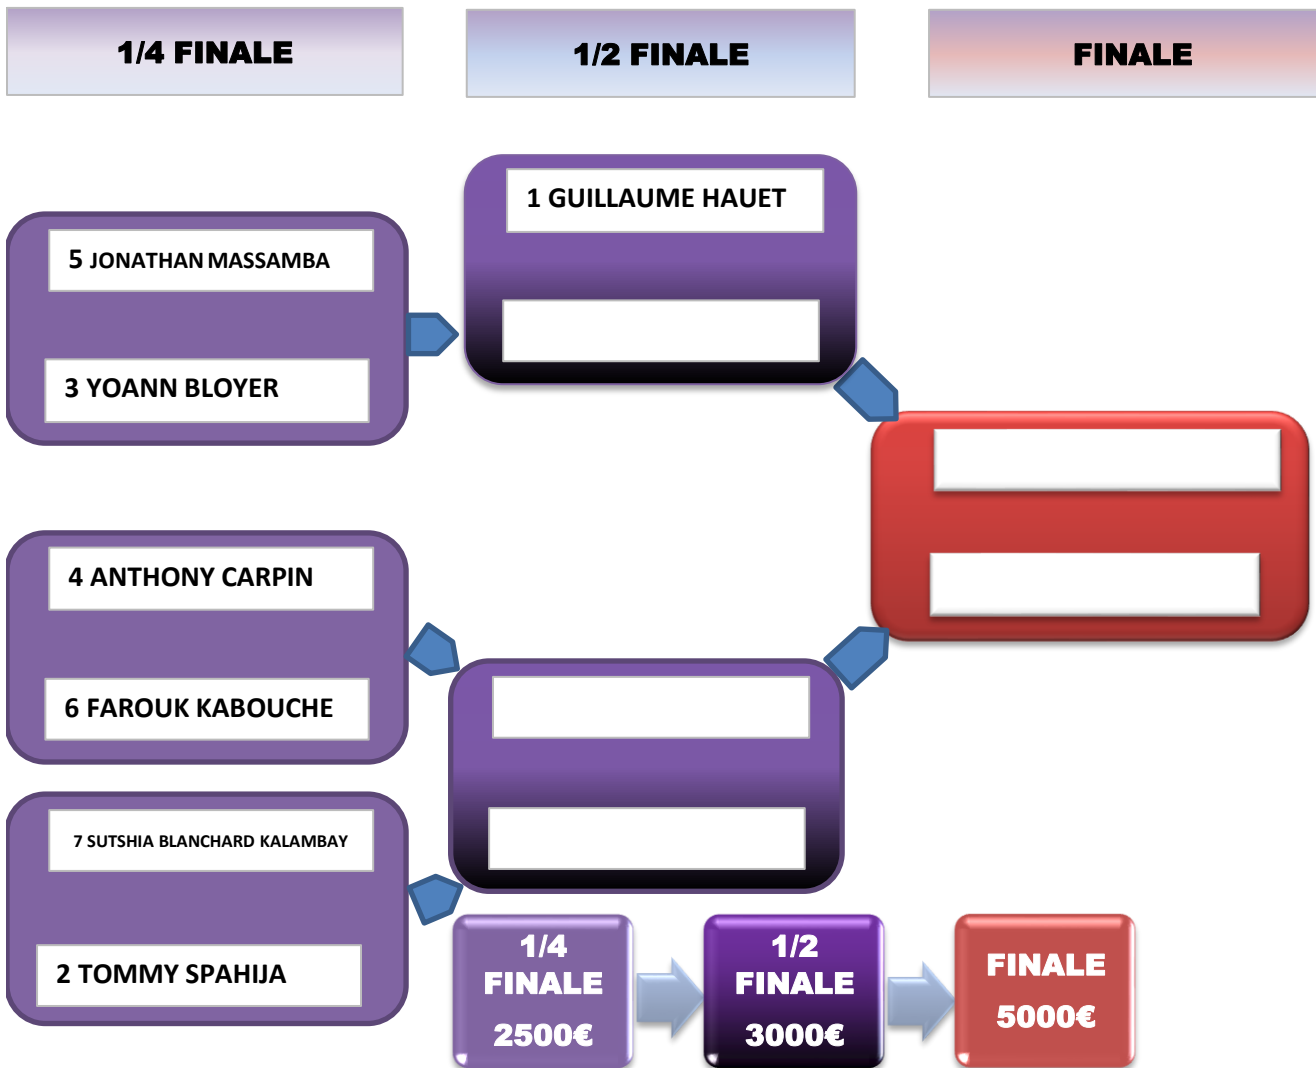 1/4 FINALE
1/2 FINALE
FINALE
1 GUILLAUME HAUET
5 JONATHAN MASSAMBA
3 YOANN BLOYER
4 ANTHONY CARPIN
6 FAROUK KABOUCHE
7 SUTSHIA BLANCHARD KALAMBAY
2 TOMMY SPAHIJA
1/4
FINALE
2500€
1/2
FINALE
3000€
FINALE
5000€